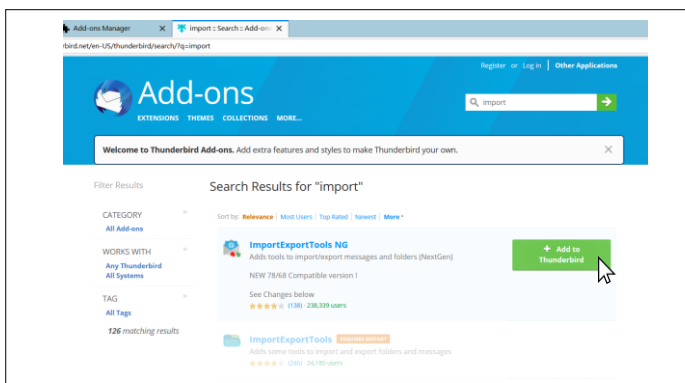 Add-ons Manager X import :: Search :: Add-on X
rbird.net/en-US/thunderbird/search/?q=import
Register or Log in | Other Applications
Add-ons
EXTENSIONS THEMES COLLECTIONS MORE...
import
Welcome to Thunderbird Add-ons. Add extra features and styles to make Thunderbird your own.
Filter Results
Search Results for "import"
CATEGORY
All Add-ons
Sort by: Relevance | Most Users | Top Rated | Newest | More
WORKS WITH
Any Thunderbird
All Systems
TAG
All Tags
126 matching results
ImportExportTools NG
Adds tools to import/export messages and folders (NextGen)
NEW 78/68 Compatible version !
See Changes below
(138) · 238,339 users
+ Add to
Thunderbird
ImportExportTools REQUIRES RESTART
Adds some tools to import and export folders and messages
(246) · 24,185 users